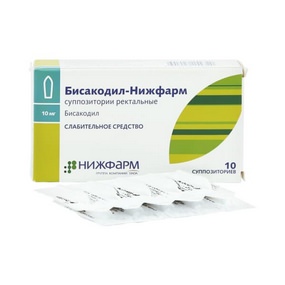 Бисакодил-Нижфарм
суппозитории ректальные
10 мг
Бисакодил
СЛАБИТЕЛЬНОЕ СРЕДСТВО
НИЖФАРМ
10
СУППОЗИТОРИЕВ